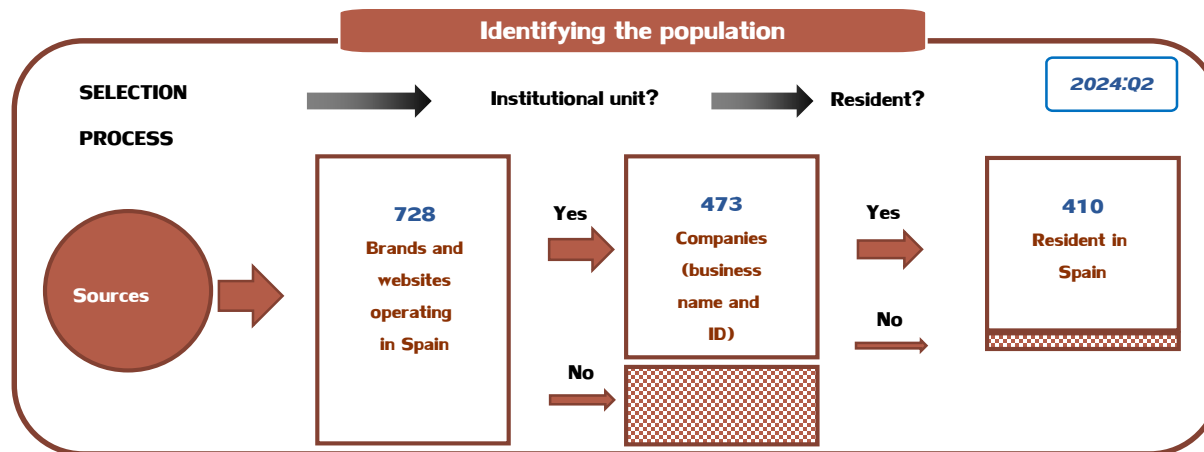 Identifying the population
SELECTION
PROCESS
Institutional unit?
Resident?
2024:Q2
Sources
728
Brands and
websites
operating
in Spain
Yes
No
473
Companies
(business
name and
ID)
Yes
No
410
Resident in
Spain